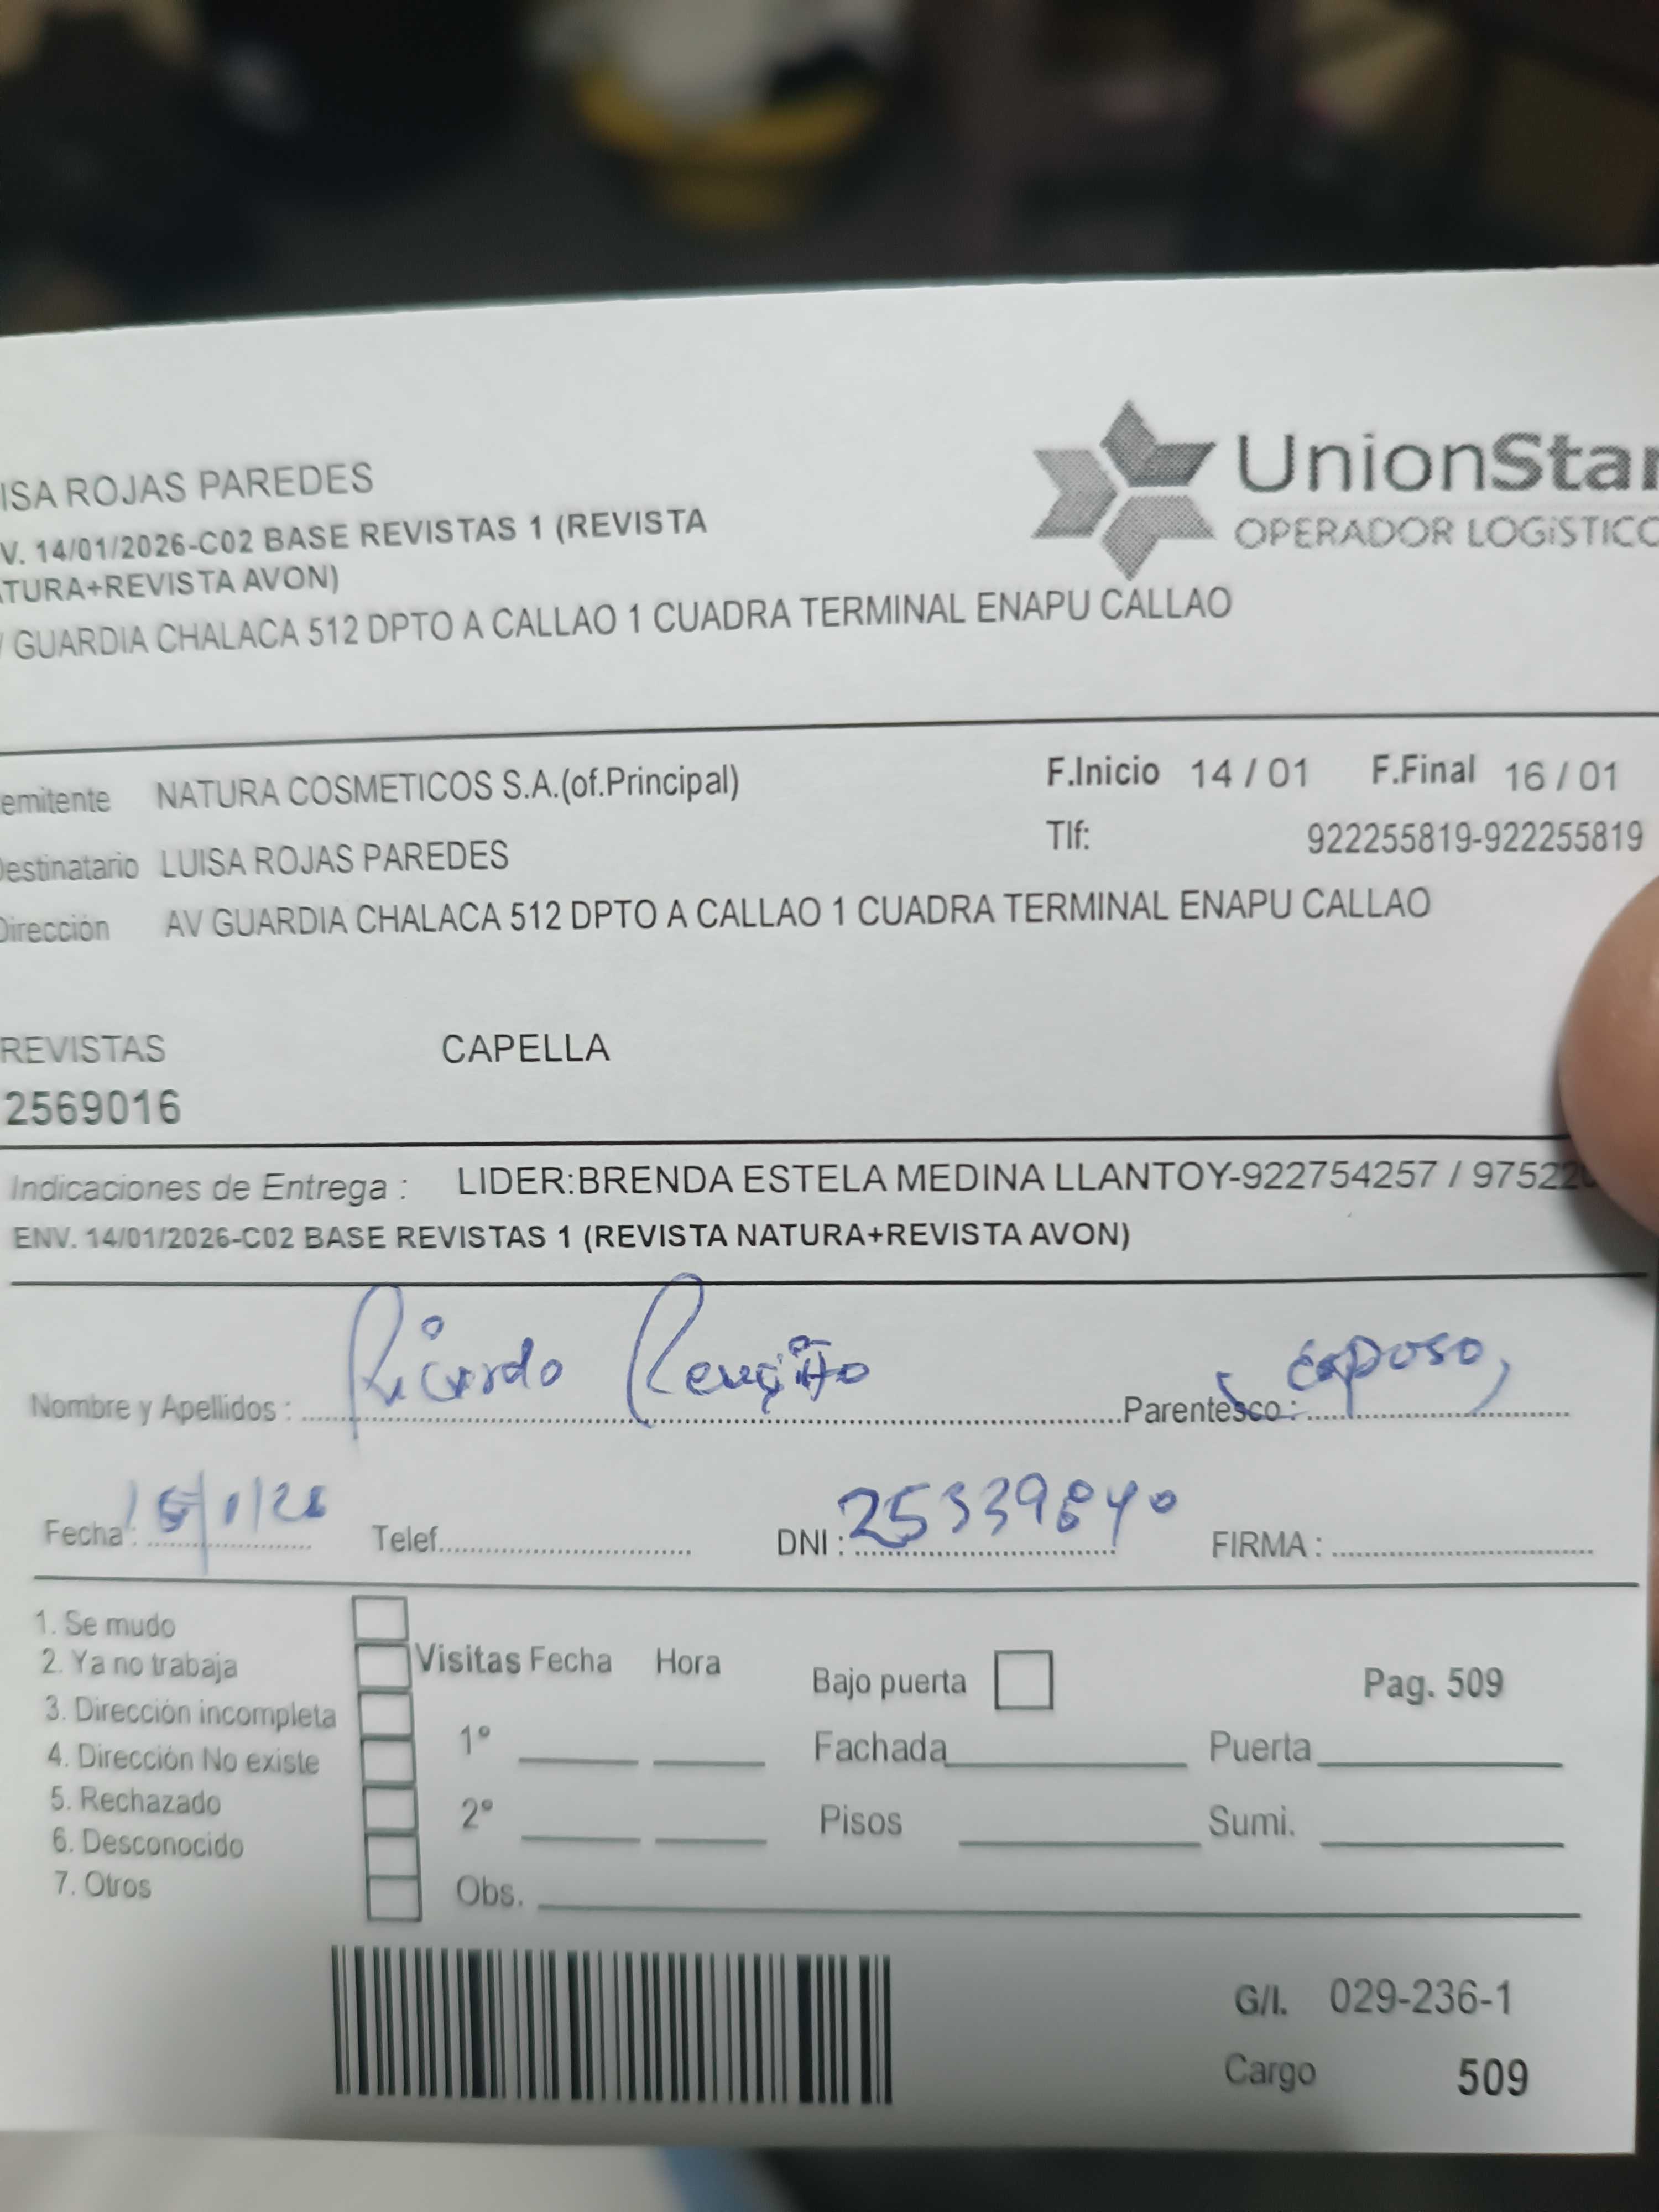 ISA ROJAS PAREDES
V. 14/01/2026-C02 BASE REVISTAS 1 (REVISTA
TURA+REVISTA AVON)
GUARDIA CHALACA 512 DPTO A CALLAO 1 CUADRA TERMINAL ENAPU CALLAO
UnionStar
OPERADOR LOGíSTICO
emitente NATURA COSMETICOS S.A.(of.Principal) F.Inicio 14 / 01 F.Final 16 / 01
Destinatario LUISA ROJAS PAREDES Tlf: 922255819-922255819
Dirección AV GUARDIA CHALACA 512 DPTO A CALLAO 1 CUADRA TERMINAL ENAPU CALLAO
REVISTAS CAPELLA
2569016
Indicaciones de Entrega : LIDER:BRENDA ESTELA MEDINA LLANTOY-922754257 / 97522
ENV. 14/01/2026-C02 BASE REVISTAS 1 (REVISTA NATURA+REVISTA AVON)
Nombre y Apellidos : Ricardo Parentesco : esposo
Fecha : 15/1/26 Telef. DNI : 25339840 FIRMA :
1. Se mudo
2. Ya no trabaja
3. Dirección incompleta
4. Dirección No existe
5. Rechazado
6. Desconocido
7. Otros
Visitas Fecha Hora
1º
2º
Obs.
Bajo puerta Pag. 509
Fachada Puerta
Pisos Sumi.
G/I. 029-236-1
Cargo 509